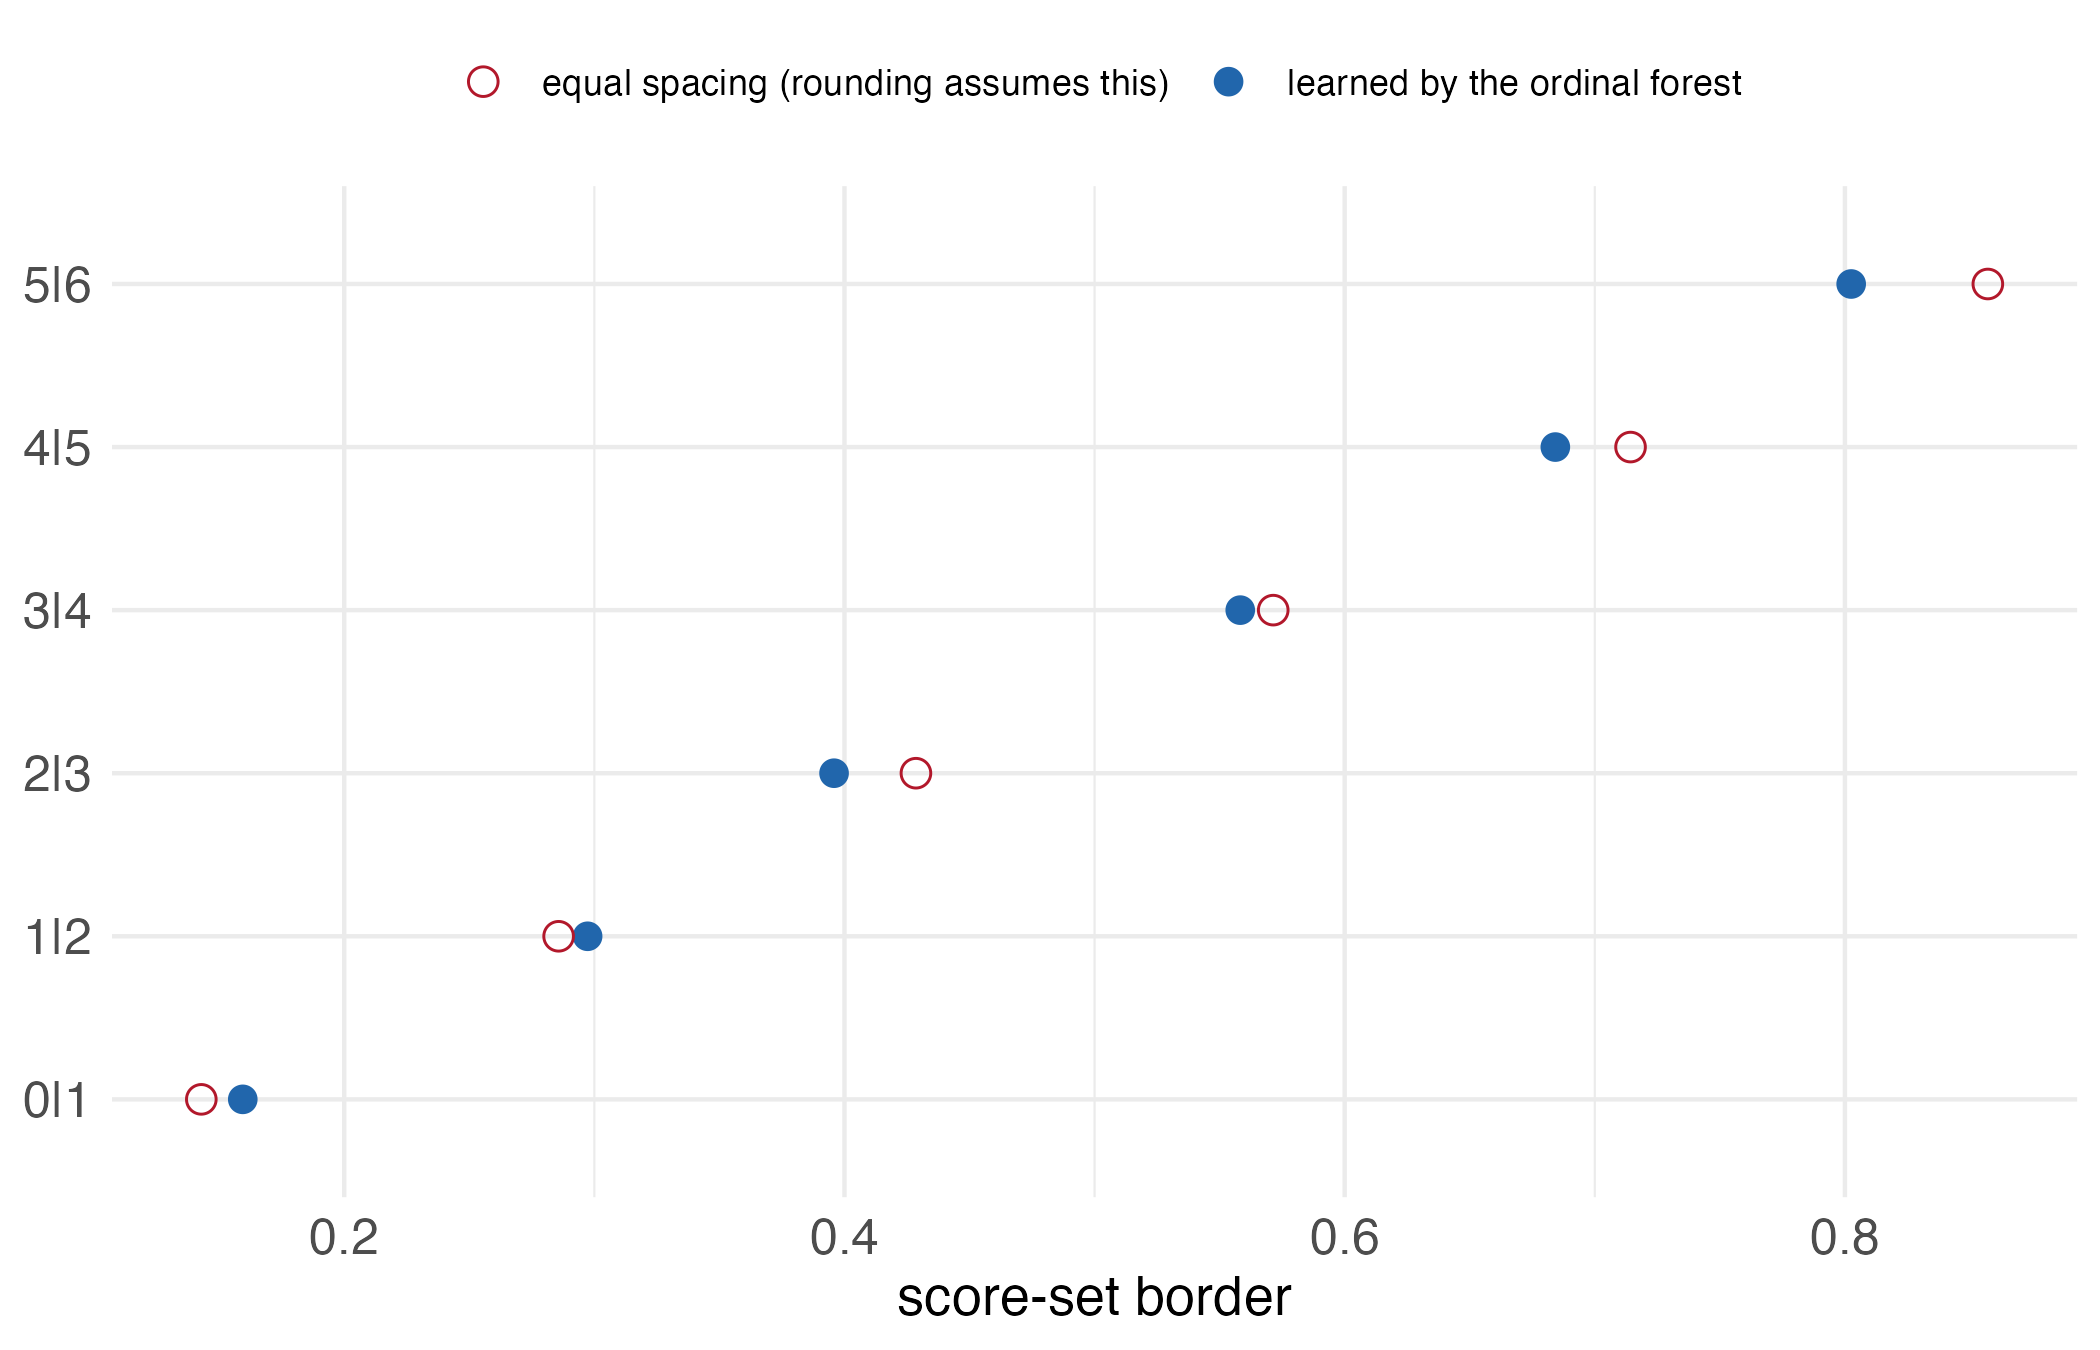 equal spacing (rounding assumes this) learned by the ordinal forest
5|6
4|5
3|4
2|3
1|2
0|1
0.2 0.4 0.6 0.8
score-set border